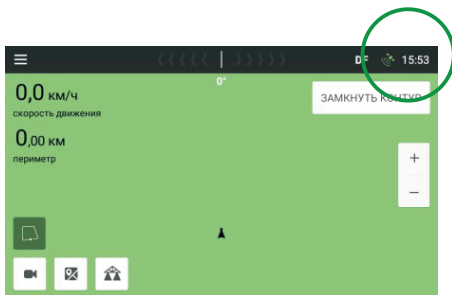 DF 15:53
0°
0,0 км/ч
скорость движения
ЗАМКНУТЬ КОНТУР
0,00 км
периметр
+
−